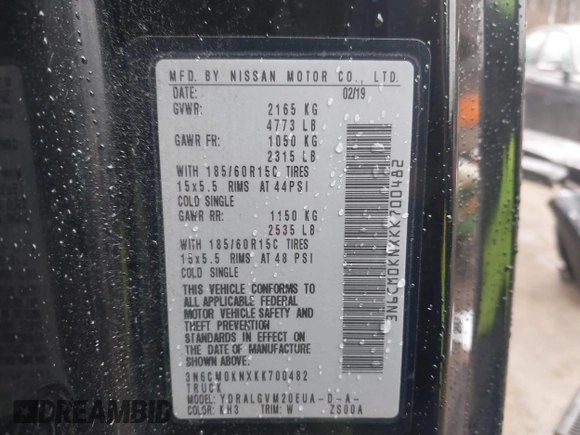 MFD. BY NISSAN MOTOR CO., LTD.
DATE: 02/19
GVWR: 2165 KG
4773 LB
GAWR FR: 1050 KG
2315 LB
WITH 185/60R15C TIRES
15x5.5 RIMS AT 44PSI
COLD SINGLE
GAWR RR: 1150 KG
2535 LB
WITH 185/60R15C TIRES
15x5.5 RIMS AT 48 PSI
COLD SINGLE
THIS VEHICLE CONFORMS TO
ALL APPLICABLE FEDERAL
MOTOR VEHICLE SAFETY AND
THEFT PREVENTION
STANDARDS IN EFFECT ON
THE DATE OF MANUFACTURE
SHOWN ABOVE.
3N6CM0KNXKK700482
TRUCK
MODEL: YDRALGVM20EUA-D-A-
COLOR: KH3 TRIM: W ZS00A
3N6CM0KNXKK700482
© ClearCarHistory™